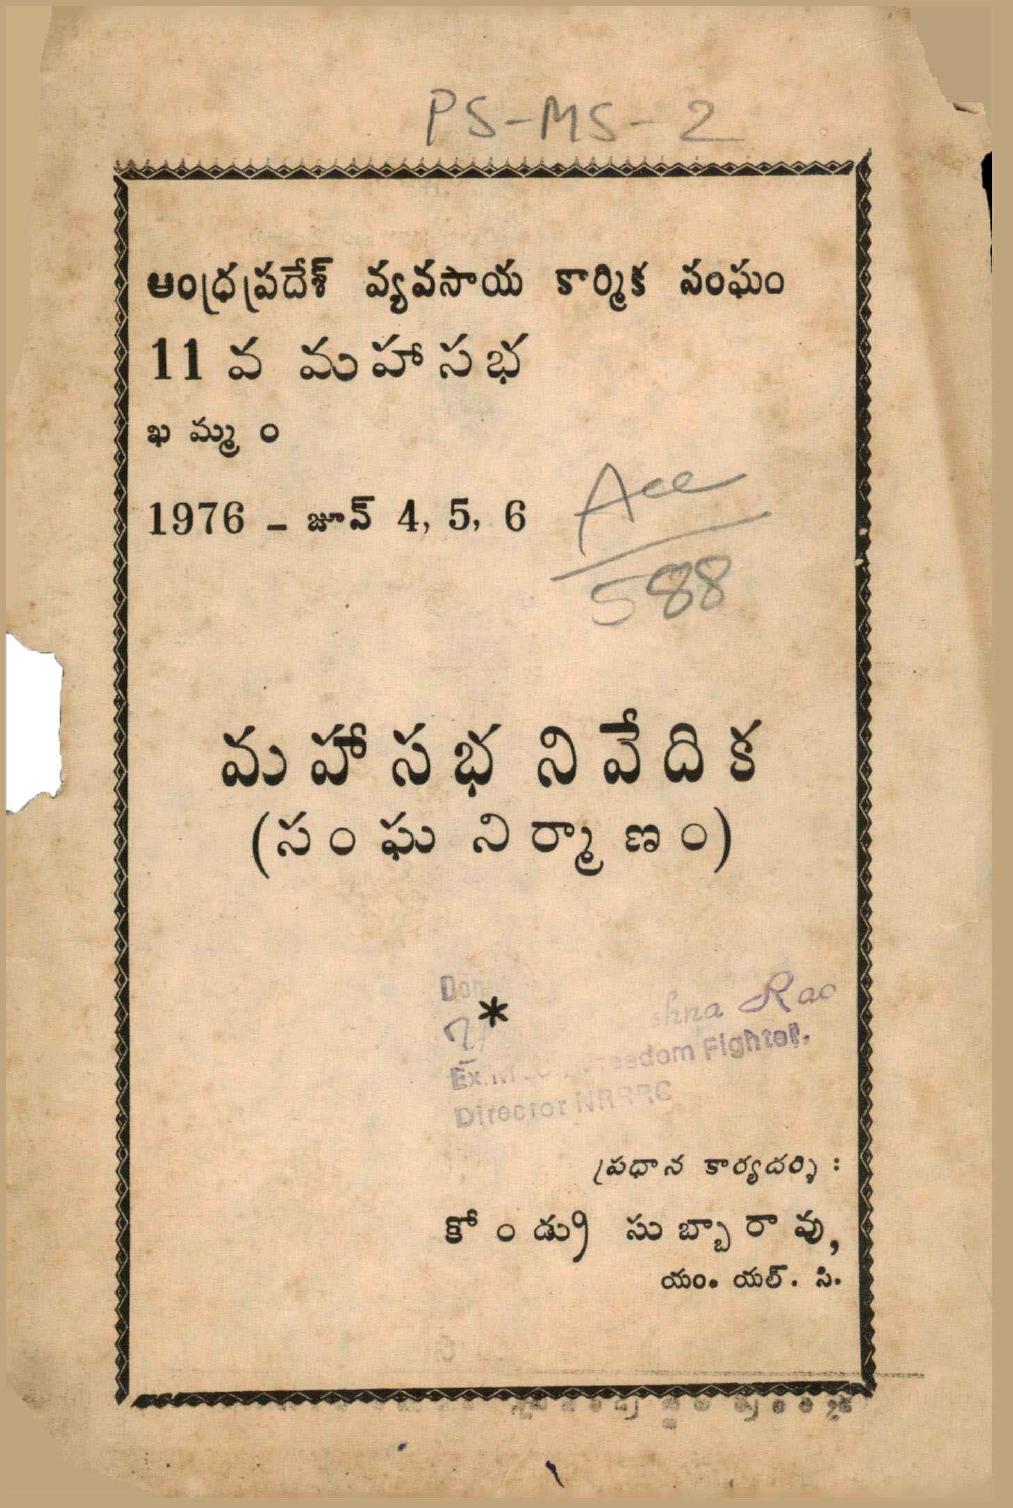 PS-MS-2
ఆంధ్రప్రదేశ్ వ్యవసాయ కార్మిక సంఘం
11 వ మహాసభ
ఖమ్మం
1976 - జూన్ 4, 5, 6
Acc
588
మహాసభ నివేదిక
(సంఘ నిర్మాణం)
*
Rao
Freedom Fighter.
Director NRRRC
ప్రధాన కార్యదర్శి :
కోండ్రు సుబ్బారావు,
యం. యల్. సి.